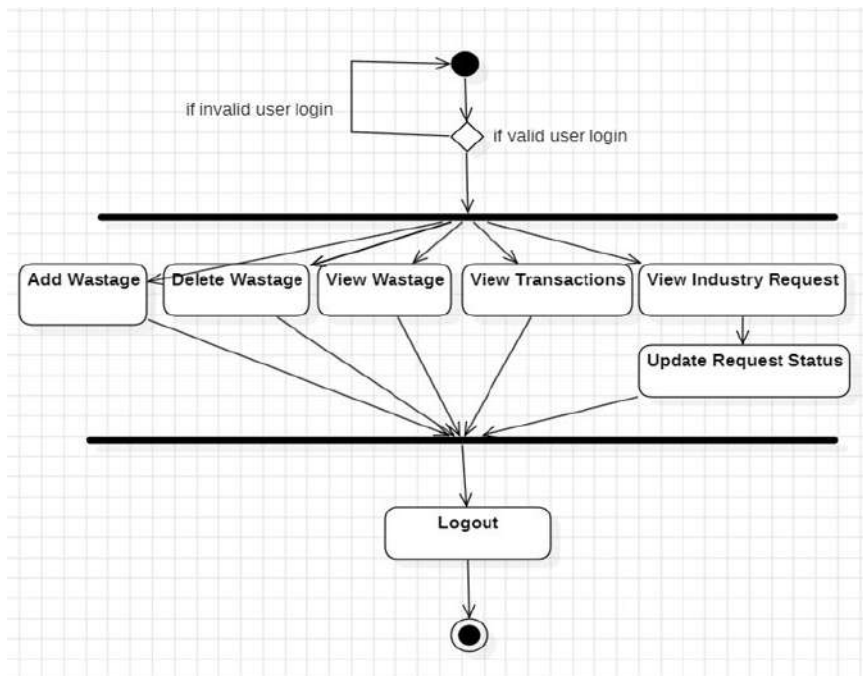 if invalid user login
if valid user login
Add Wastage
Delete Wastage
View Wastage
View Transactions
View Industry Request
Update Request Status
Logout